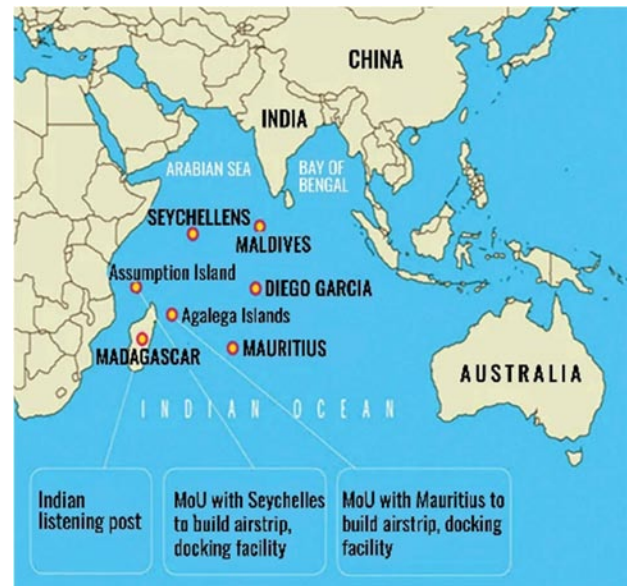 CHINA
INDIA
ARABIAN SEA
BAY OF
BENGAL
SEYCHELLENS
MALDIVES
Assumption Island
DIEGO GARCIA
Agalega Islands
MADAGASCAR
MAURITIUS
AUSTRALIA
INDIAN OCEAN
Indian
listening post
MoU with Seychelles
to build airstrip,
docking facility
MoU with Mauritius to
build airstrip, docking
facility